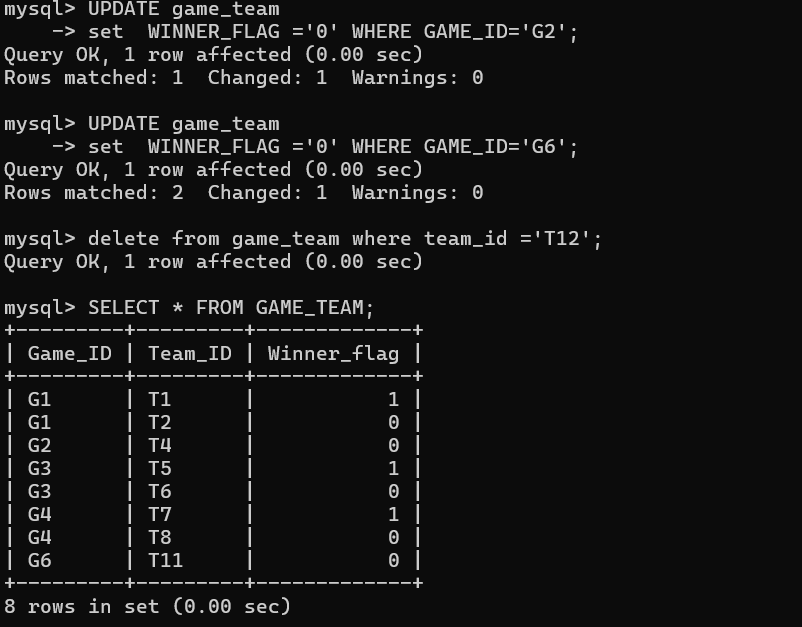 mysql> UPDATE game_team
    -> set  WINNER_FLAG ='0' WHERE GAME_ID='G2';
Query OK, 1 row affected (0.00 sec)
Rows matched: 1  Changed: 1  Warnings: 0

mysql> UPDATE game_team
    -> set  WINNER_FLAG ='0' WHERE GAME_ID='G6';
Query OK, 1 row affected (0.00 sec)
Rows matched: 2  Changed: 1  Warnings: 0

mysql> delete from game_team where team_id ='T12';
Query OK, 1 row affected (0.00 sec)

mysql> SELECT * FROM GAME_TEAM;
+---------+---------+-------------+
| Game_ID | Team_ID | Winner_flag |
+---------+---------+-------------+
| G1      | T1      |           1 |
| G1      | T2      |           0 |
| G2      | T4      |           0 |
| G3      | T5      |           1 |
| G3      | T6      |           0 |
| G4      | T7      |           1 |
| G4      | T8      |           0 |
| G6      | T11     |           0 |
+---------+---------+-------------+
8 rows in set (0.00 sec)